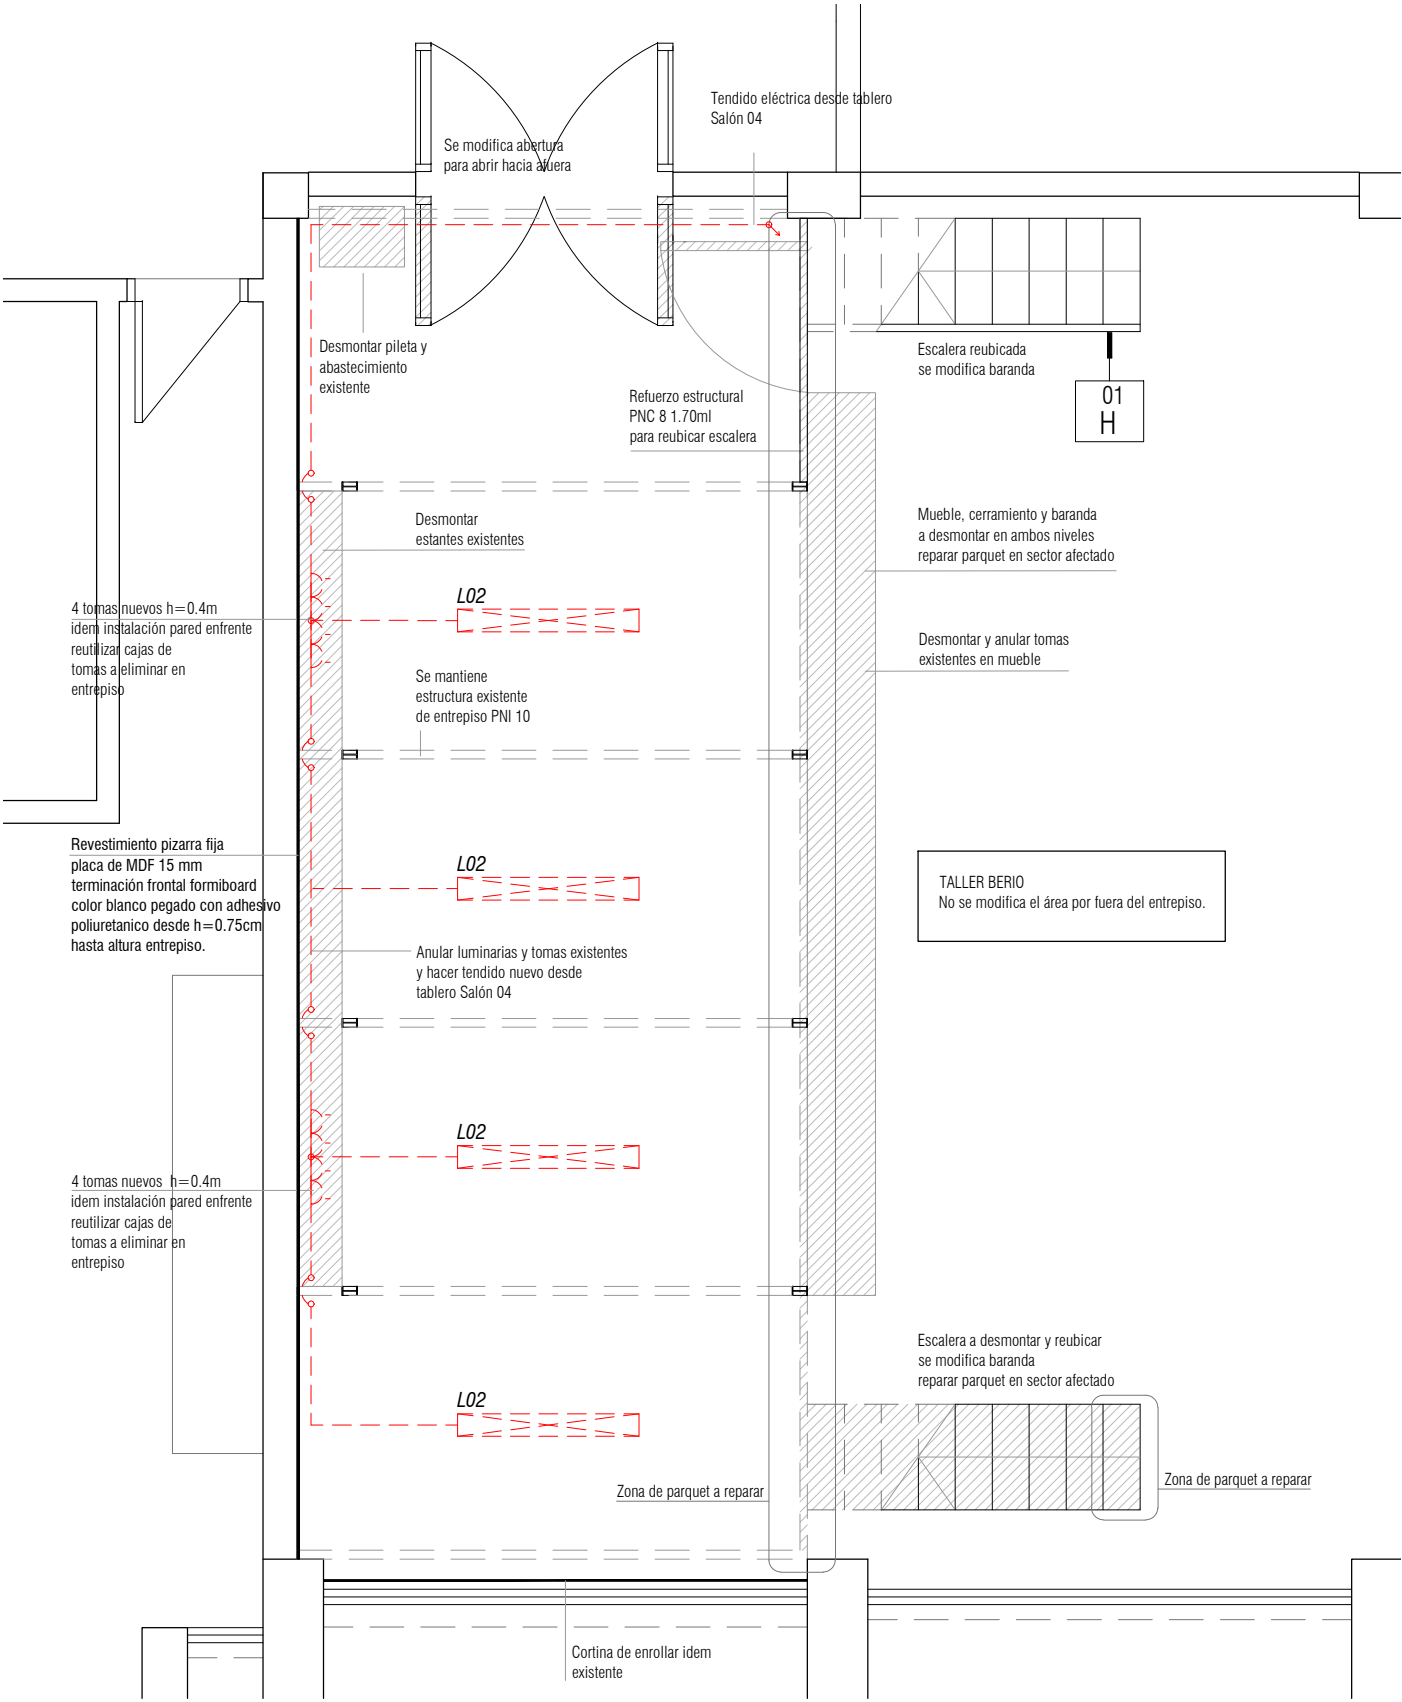 Tendido eléctrica desde tablero
Salón 04
Se modifica abertura
para abrir hacia afuera
Desmontar pileta y
abastecimiento
existente
Escalera reubicada
se modifica baranda
01
H
Refuerzo estructural
PNC 8 1.70ml
para reubicar escalera
Desmontar
estantes existentes
Mueble, cerramiento y baranda
a desmontar en ambos niveles
reparar parquet en sector afectado
L02
4 tomas nuevos h=0.4m
idem instalación pared enfrente
reutilizar cajas de
tomas a eliminar en
entrepiso
Desmontar y anular tomas
existentes en mueble
Se mantiene
estructura existente
de entrepiso PNI 10
Revestimiento pizarra fija
placa de MDF 15 mm
terminación frontal formiboard
color blanco pegado con adhesivo
poliuretanico desde h=0.75cm
hasta altura entrepiso.
L02
TALLER BERIO
No se modifica el área por fuera del entrepiso.
Anular luminarias y tomas existentes
y hacer tendido nuevo desde
tablero Salón 04
L02
4 tomas nuevos h=0.4m
idem instalación pared enfrente
reutilizar cajas de
tomas a eliminar en
entrepiso
Escalera a desmontar y reubicar
se modifica baranda
reparar parquet en sector afectado
L02
Zona de parquet a reparar
Zona de parquet a reparar
Cortina de enrollar idem
existente